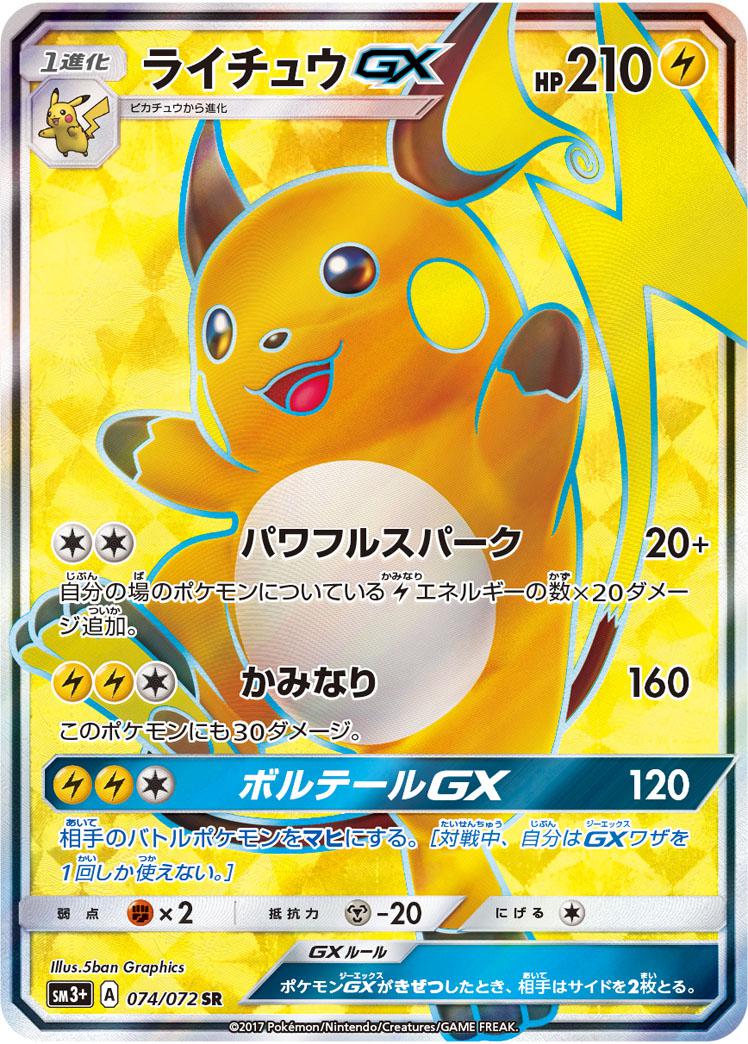 1進化
ライチュウGX
HP 210
ピカチュウから進化
パワフルスパーク 20+
自分の場のポケモンについているエネルギーの数×20ダメー
ジ追加。
かみなり 160
このポケモンにも30ダメージ。
ボルテールGX 120
相手のバトルポケモンをマヒにする。[対戦中、自分はGXワザを
1回しか使えない。]
弱点 ×2 抵抗力 -20 にげる
GXルール
ポケモンGXがきぜつしたとき、相手はサイドを2枚とる。
Illus.5ban Graphics
SM3+ A 074/072 SR
©2017 Pokémon/Nintendo/Creatures/GAME FREAK.